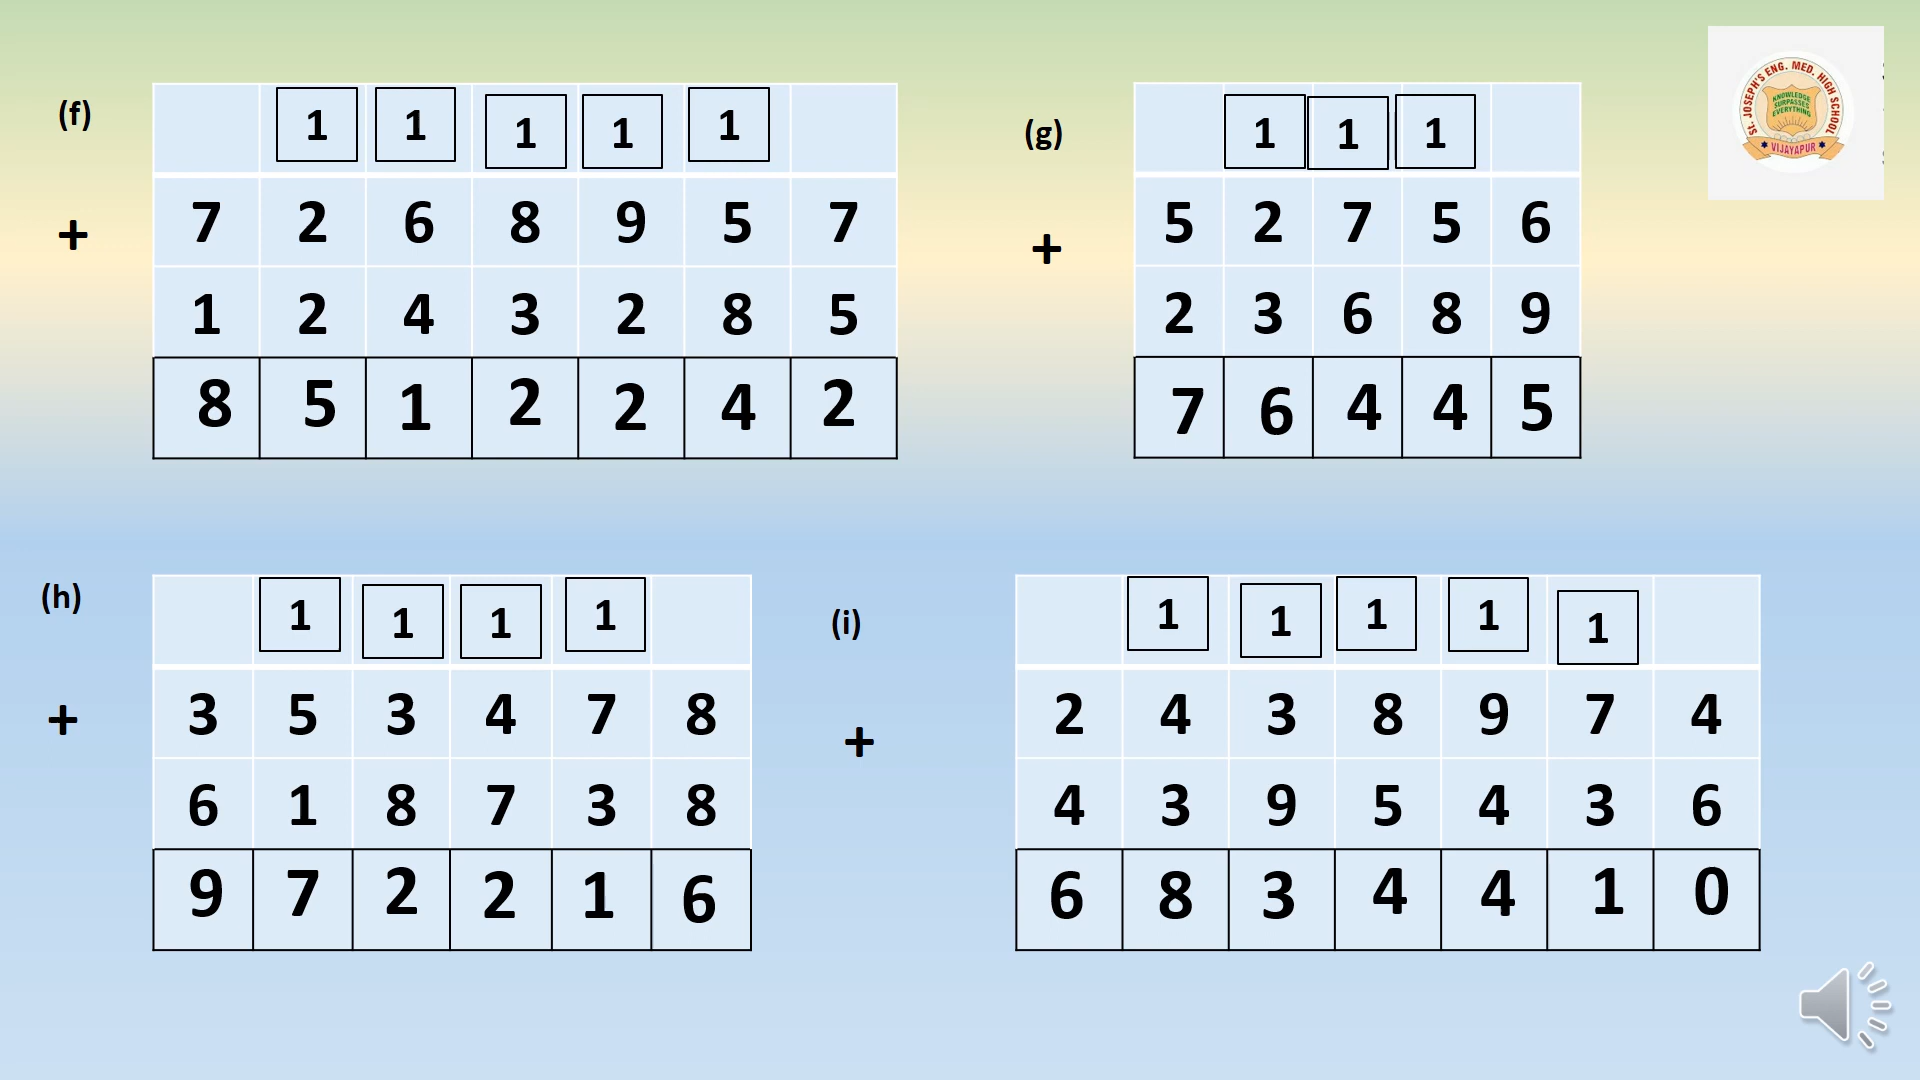 (f)
1 1 1 1 1
+
7 2 6 8 9 5 7
1 2 4 3 2 8 5
8 5 1 2 2 4 2
(g)
1 1 1
+
5 2 7 5 6
2 3 6 8 9
7 6 4 4 5
ST. JOSEPH'S ENG. MED. HIGH SCHOOL
KNOWLEDGE
SURPASSES
EVERYTHING
VIJAYAPUR
(h)
1 1 1 1
+
3 5 3 4 7 8
6 1 8 7 3 8
9 7 2 2 1 6
(i)
1 1 1 1 1
+
2 4 3 8 9 7 4
4 3 9 5 4 3 6
6 8 3 4 4 1 0